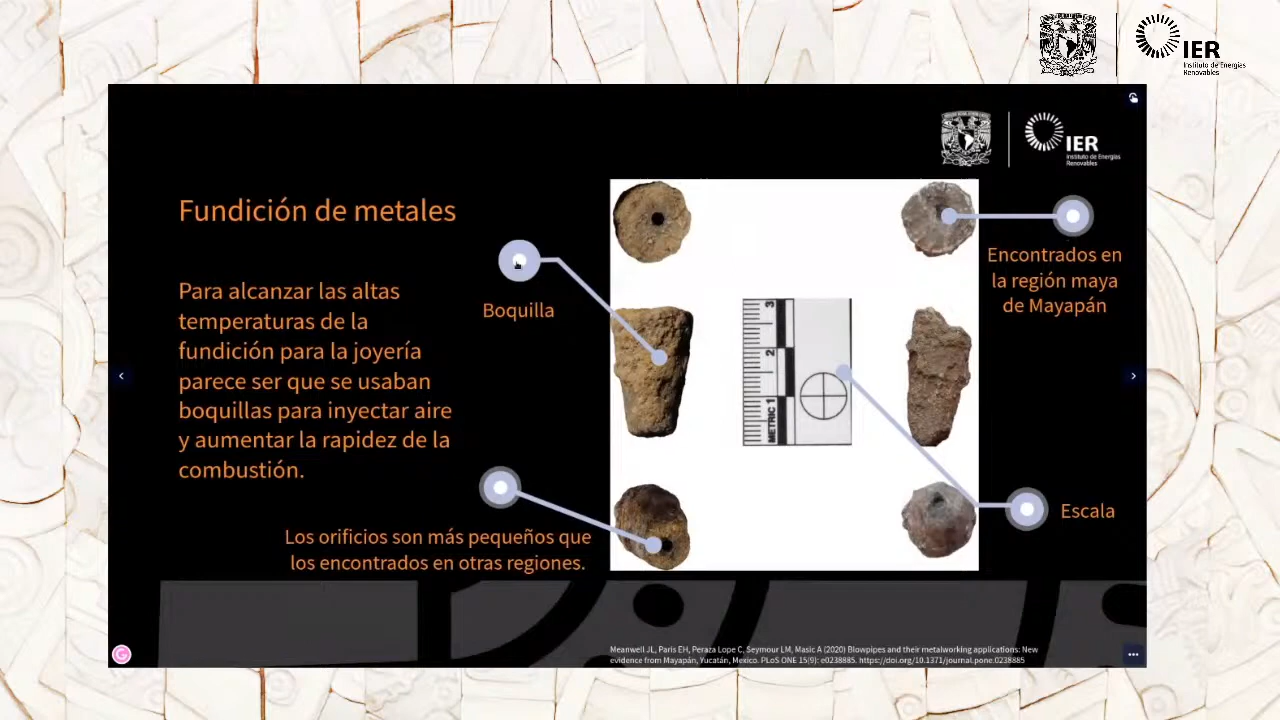 IER
Instituto de Energías
Renovables
IER
Instituto de Energías
Renovables
Fundición de metales
Para alcanzar las altas
temperaturas de la
fundición para la joyería
parece ser que se usaban
boquillas para inyectar aire
y aumentar la rapidez de la
combustión.
Boquilla
Los orificios son más pequeños que
los encontrados en otras regiones.
METRIC 1 2 3
Encontrados en
la región maya
de Mayapán
Escala
Meanwell JL, Paris EH, Peraza Lope C, Seymour LM, Masic A (2020) Blowpipes and their metalworking applications: New
evidence from Mayapán, Yucatán, Mexico. PLoS ONE 15(9): e0238885. https://doi.org/10.1371/journal.pone.0238885